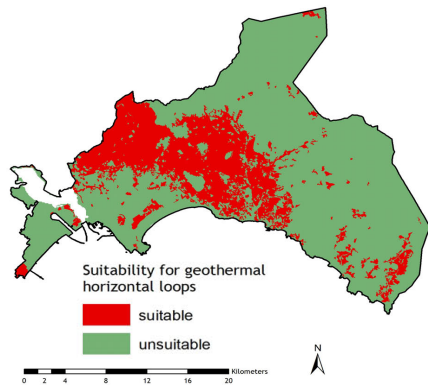 Suitability for geothermal
horizontal loops
suitable
unsuitable
N
Kilometers
0 2 4 8 12 16 20